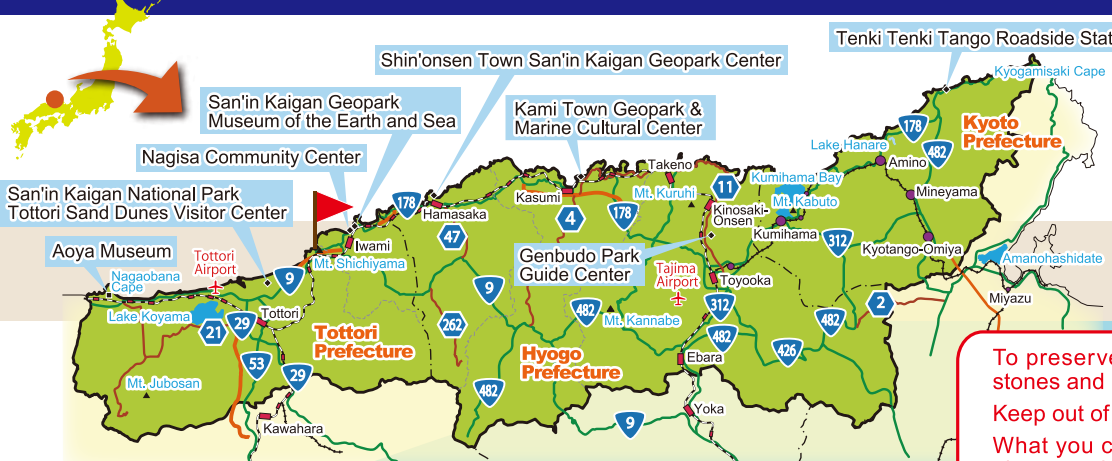 Tenki Tenki Tango Roadside Stat
Shin'onsen Town San'in Kaigan Geopark Center
Kyogamisaki Cape
San'in Kaigan Geopark
Museum of the Earth and Sea
Kami Town Geopark &
Marine Cultural Center
178
Kyoto
Prefecture
482
Lake Hanare
Amino
Nagisa Community Center
Takeno
Kumihama Bay
Mt. Kabuto
Mineyama
San'in Kaigan National Park
Tottori Sand Dunes Visitor Center
178
Hamasaka
Kasumi
Mt. Kuruhi
11
Kinosaki-
Onsen
4
178
Kumihama
312
Kyotango-Omiya
47
Iwami
Aoya Museum
Tottori
Airport
Mt. Shichiyama
Genbudo Park
Guide Center
Tajima
Airport
Toyooka
Amanohashidate
Nagaobana
Cape
9
9
Miyazu
Lake Koyama
21
29
Tottori
262
482
Mt. Kannabe
312
482
482
2
Tottori
Prefecture
Hyogo
Prefecture
426
Ebara
53
29
Mt. Jubosan
482
Yoka
9
Kawahara
To preserve
stones and
Keep out of
What you c